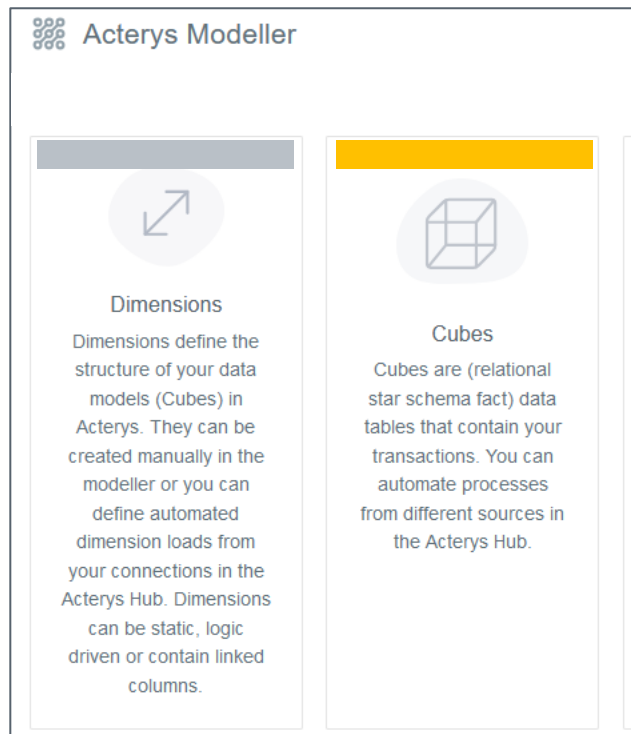 Acterys Modeller
Dimensions
Dimensions define the
structure of your data
models (Cubes) in
Acterys. They can be
created manually in the
modeller or you can
define automated
dimension loads from
your connections in the
Acterys Hub. Dimensions
can be static, logic
driven or contain linked
columns.
Cubes
Cubes are (relational
star schema fact) data
tables that contain your
transactions. You can
automate processes
from different sources in
the Acterys Hub.